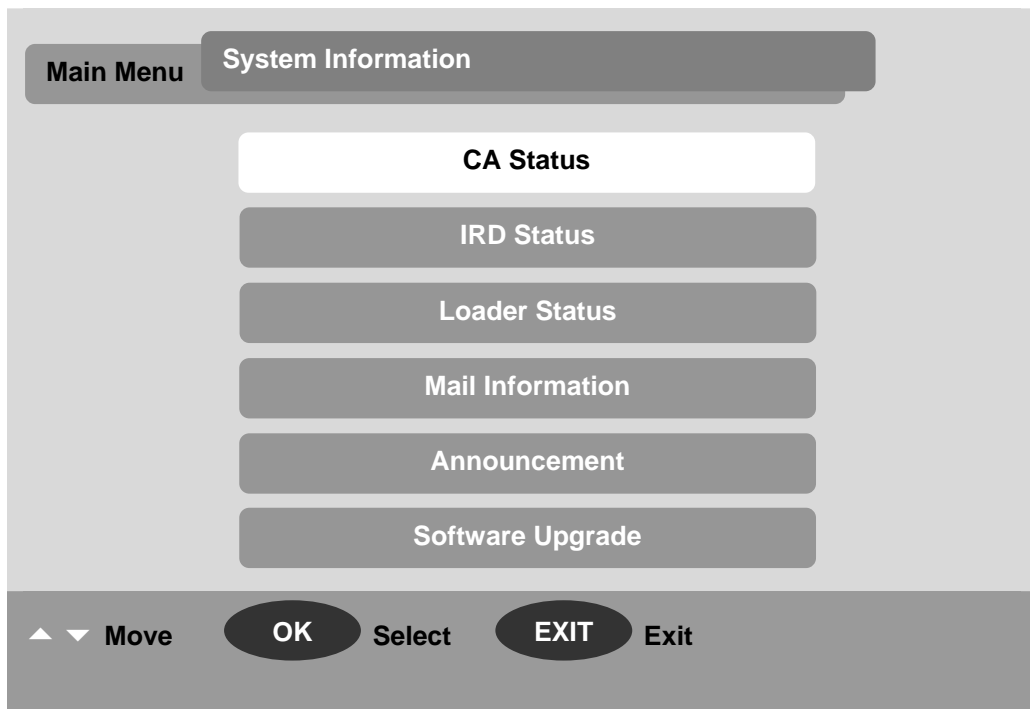 Main Menu System Information
CA Status
IRD Status
Loader Status
Mail Information
Announcement
Software Upgrade
Move OK Select EXIT Exit